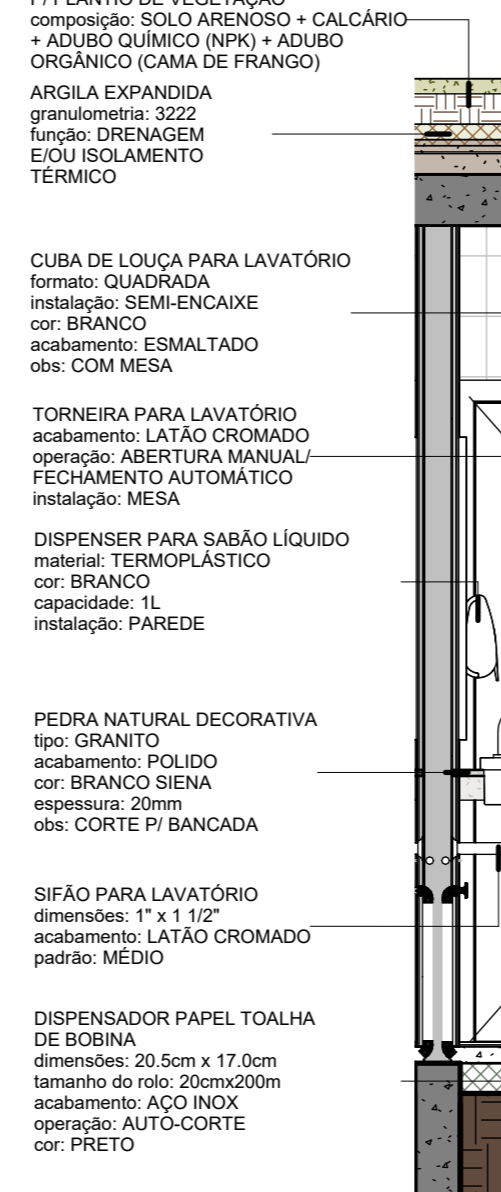 P/ PLANTIO DE VEGETAÇÃO
composição: SOLO ARENOSO + CALCÁRIO
+ ADUBO QUÍMICO (NPK) + ADUBO
ORGÂNICO (CAMA DE FRANGO)
ARGILA EXPANDIDA
granulometria: 3222
função: DRENAGEM
E/OU ISOLAMENTO
TÉRMICO
CUBA DE LOUÇA PARA LAVATÓRIO
formato: QUADRADA
instalação: SEMI-ENCAIXE
cor: BRANCO
acabamento: ESMALTADO
obs: COM MESA
TORNEIRA PARA LAVATÓRIO
acabamento: LATÃO CROMADO
operação: ABERTURA MANUAL/
FECHAMENTO AUTOMÁTICO
instalação: MESA
DISPENSER PARA SABÃO LÍQUIDO
material: TERMOPLÁSTICO
cor: BRANCO
capacidade: 1L
instalação: PAREDE
PEDRA NATURAL DECORATIVA
tipo: GRANITO
acabamento: POLIDO
cor: BRANCO SIENA
espessura: 20mm
obs: CORTE P/ BANCADA
SIFÃO PARA LAVATÓRIO
dimensões: 1" x 1 1/2"
acabamento: LATÃO CROMADO
padrão: MÉDIO
DISPENSADOR PAPEL TOALHA
DE BOBINA
dimensões: 20.5cm x 17.0cm
tamanho do rolo: 20cmx200m
acabamento: AÇO INOX
operação: AUTO-CORTE
cor: PRETO